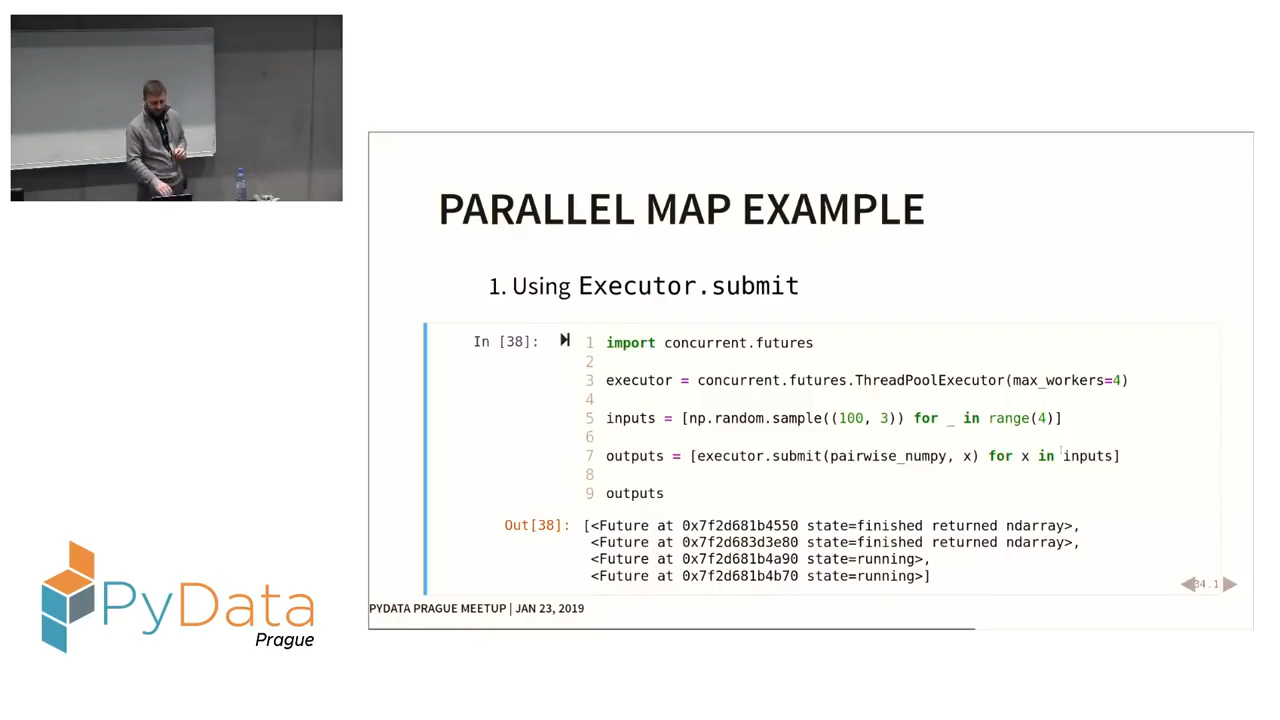 PARALLEL MAP EXAMPLE
1. Using Executor.submit
In [38]:
1 import concurrent.futures
2
3 executor = concurrent.futures.ThreadPoolExecutor(max_workers=4)
4
5 inputs = [np.random.sample((100, 3)) for _ in range(4)]
6
7 outputs = [executor.submit(pairwise_numpy, x) for x in inputs]
8
9 outputs
Out[38]: [<Future at 0x7f2d681b4550 state=finished returned ndarray>,
<Future at 0x7f2d683d3e80 state=finished returned ndarray>,
<Future at 0x7f2d681b4a90 state=running>,
<Future at 0x7f2d681b4b70 state=running>]
34.1
PYDATA PRAGUE MEETUP | JAN 23, 2019
PyData
Prague